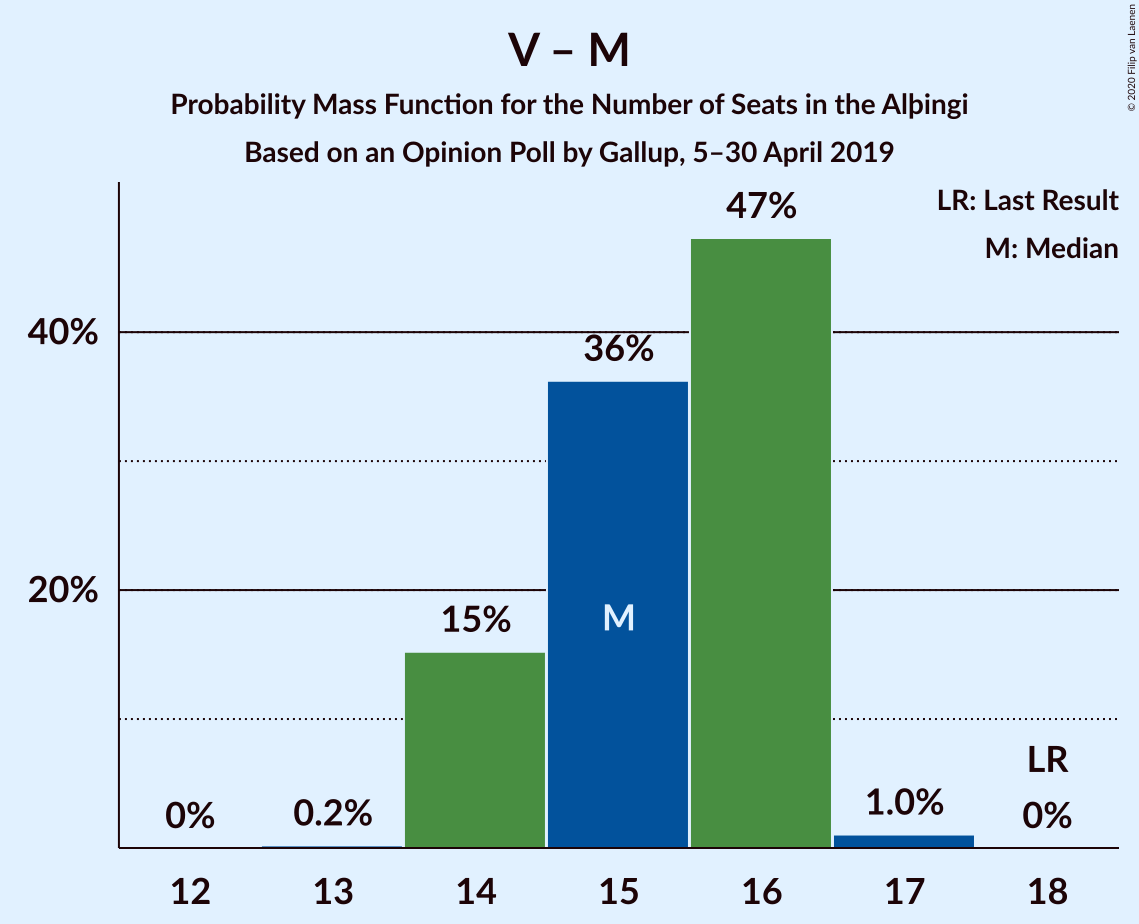 V – M
Probability Mass Function for the Number of Seats in the Alþingi
Based on an Opinion Poll by Gallup, 5–30 April 2019
© 2020 Filip van Laenen
LR: Last Result
M: Median
40%
20%
0%
0.2%
15%
36%
M
47%
1.0%
LR
0%
12
13
14
15
16
17
18